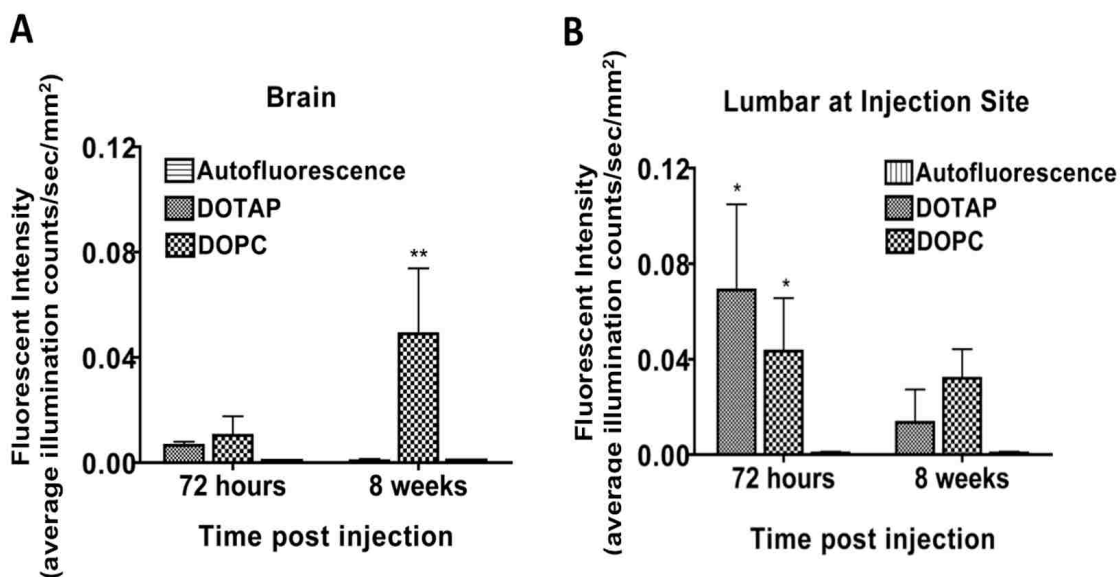 A
Brain
Fluorescent Intensity
(average illumination counts/sec/mm²)
0.12
0.08
0.04
0.00
Autofluorescence
DOTAP
DOPC
**
72 hours
8 weeks
Time post injection
B
Lumbar at Injection Site
Fluorescent Intensity
(average illumination counts/sec/mm²)
0.12
0.08
0.04
0.00
Autofluorescence
DOTAP
DOPC
*
*
72 hours
8 weeks
Time post injection